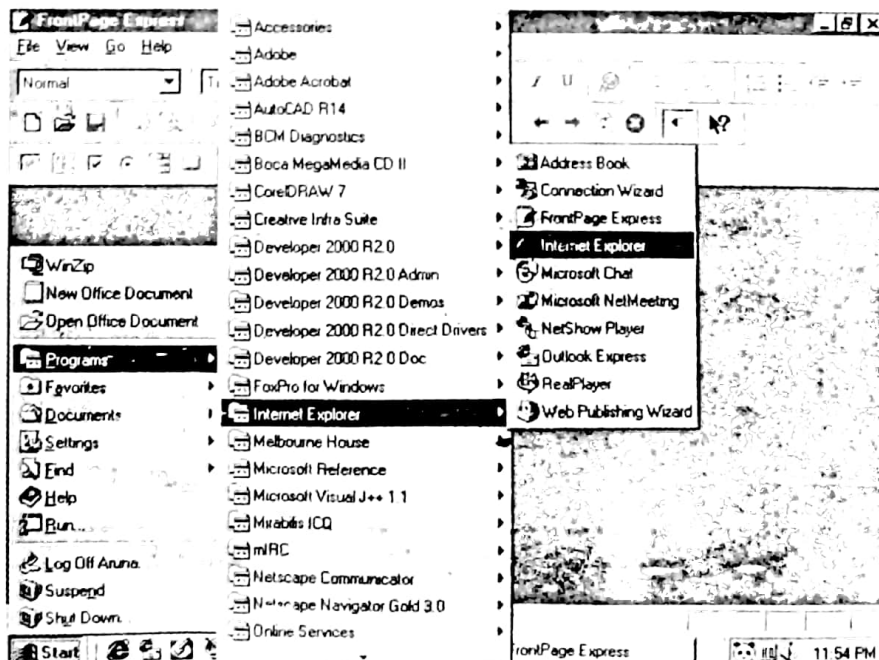 FrontPage Express
File View Go Help
Normal
WinZip
New Office Document
Open Office Document
Programs
Favorites
Documents
Settings
Find
Help
Run...
Log Off Aruna...
Suspend
Shut Down...
Start
Accessories
Adobe
Adobe Acrobat
AutoCAD R14
BCM Diagnostics
Boca MegaMedia CD II
CorelDRAW 7
Creative Infra Suite
Developer 2000 R2.0
Developer 2000 R2.0 Admin
Developer 2000 R2.0 Demos
Developer 2000 R2.0 Direct Drivers
Developer 2000 R2.0 Doc
FoxPro for Windows
Internet Explorer
Melbourne House
Microsoft Reference
Microsoft Visual J++ 1.1
Mirabilis ICQ
mIRC
Netscape Communicator
Netscape Navigator Gold 3.0
Online Services
Address Book
Connection Wizard
FrontPage Express
Internet Explorer
Microsoft Chat
Microsoft NetMeeting
NetShow Player
Outlook Express
RealPlayer
Web Publishing Wizard
rontPage Express
11:54 PM